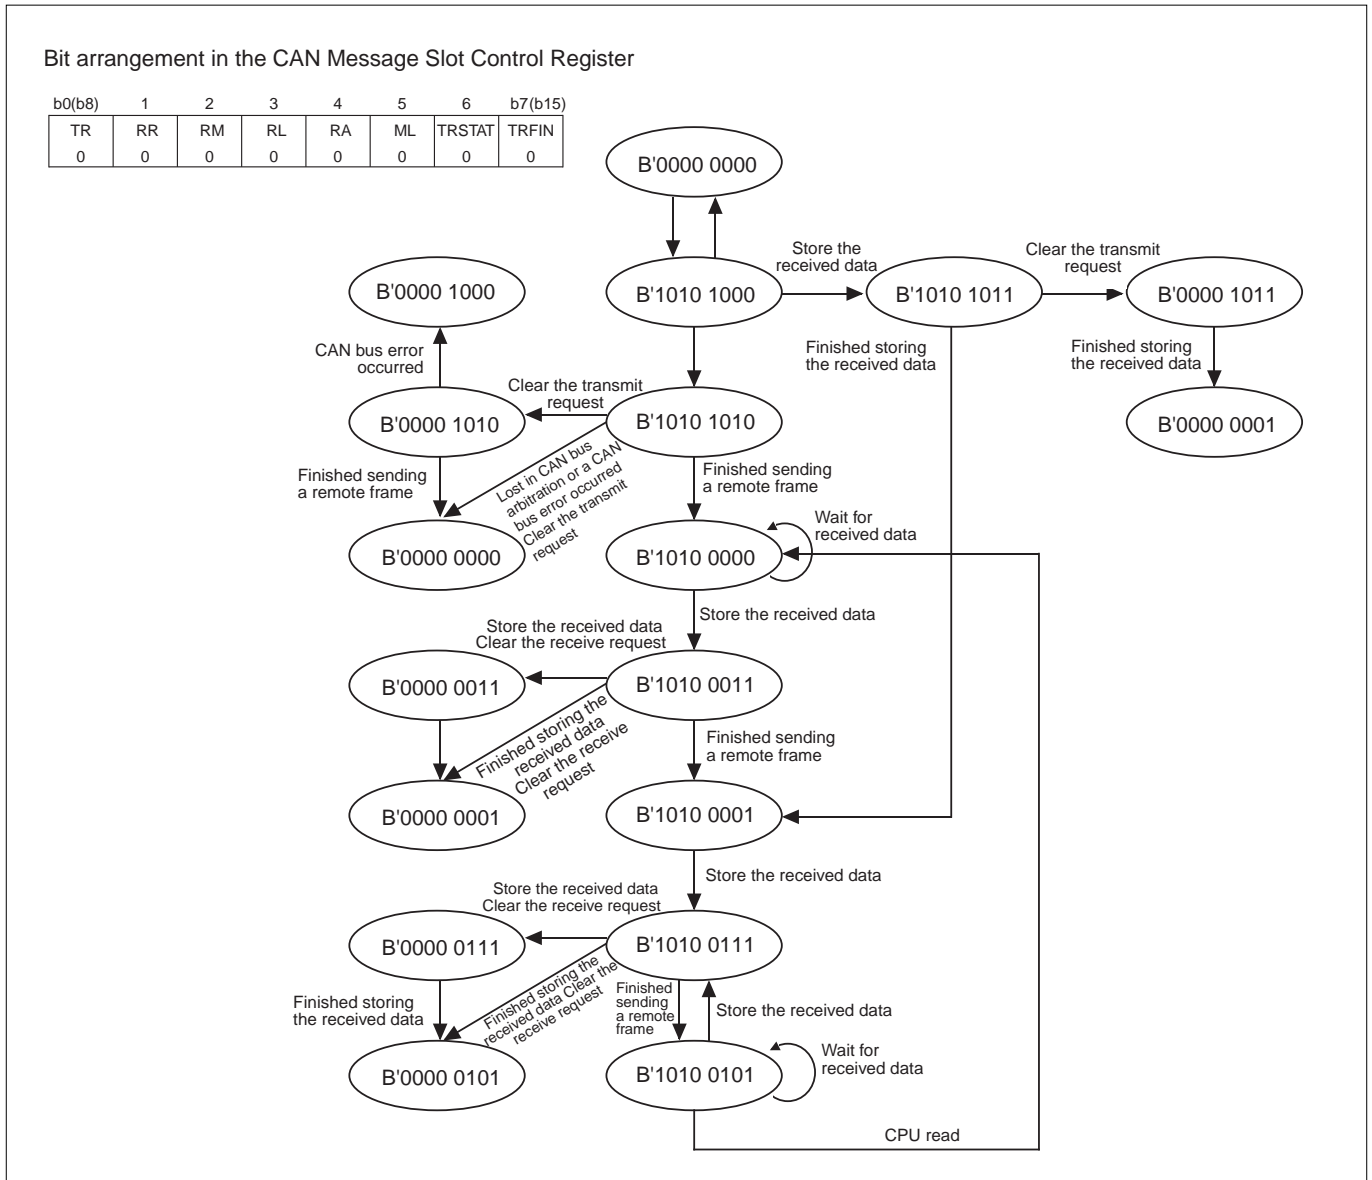 Bit arrangement in the CAN Message Slot Control Register
b0(b8) 1 2 3 4 5 6 b7(b15)
TR RR RM RL RA ML TRSTAT TRFIN
0 0 0 0 0 0 0 0
B'0000 0000
Store the
received data
Clear the transmit
request
B'0000 1000
B'1010 1000
B'1010 1011
B'0000 1011
CAN bus error
occurred
Finished storing
the received data
Finished storing
the received data
Clear the transmit
request
B'0000 1010
B'1010 1010
B'0000 0001
Finished sending
a remote frame
Lost in CAN bus
arbitration or a CAN
bus error occurred
Clear the transmit
request
Finished sending
a remote frame
Wait for
received data
B'0000 0000
B'1010 0000
Store the received data
Store the received data
Clear the receive request
B'0000 0011
B'1010 0011
Finished storing the
received data
Clear the receive
request
Finished sending
a remote frame
B'0000 0001
B'1010 0001
Store the received data
Store the received data
Clear the receive request
B'0000 0111
B'1010 0111
Finished storing
the received data
Finished storing the
received data Clear the
receive request
Finished
sending
a remote
frame
Store the received data
Wait for
received data
B'0000 0101
B'1010 0101
CPU read